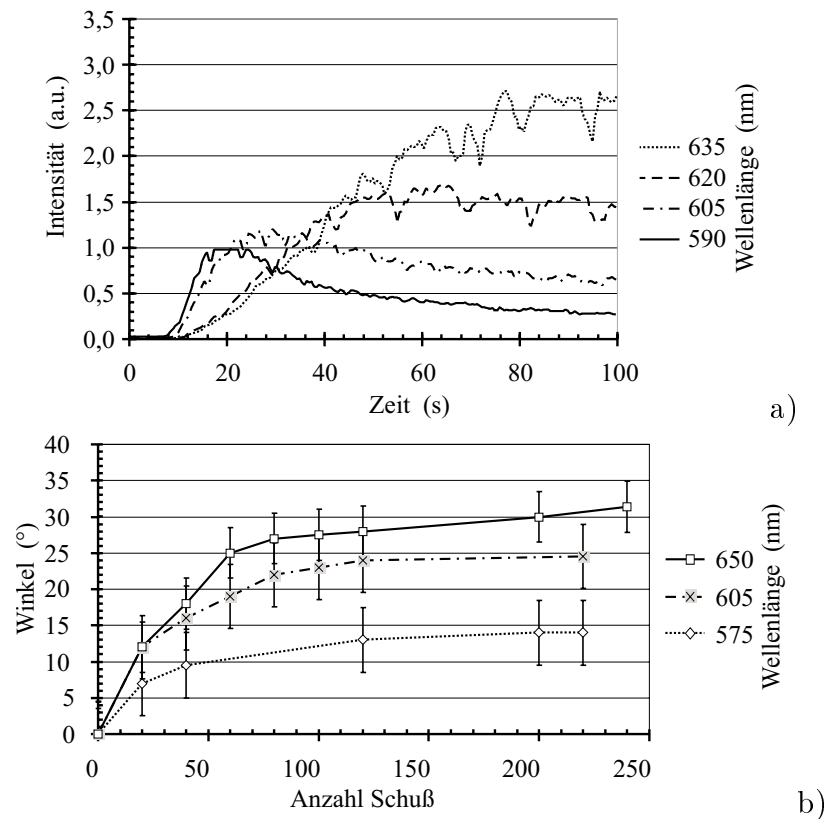 3,5
3,0
2,5
2,0
1,5
1,0
0,5
0,0
Intensität (a.u.)
0 20 40 60 80 100
Zeit (s)
635
620
605
590
Wellenlänge (nm)
a)
40
35
30
25
20
15
10
5
0
Winkel (°)
0 50 100 150 200 250
Anzahl Schuß
650
605
575
Wellenlänge (nm)
b)